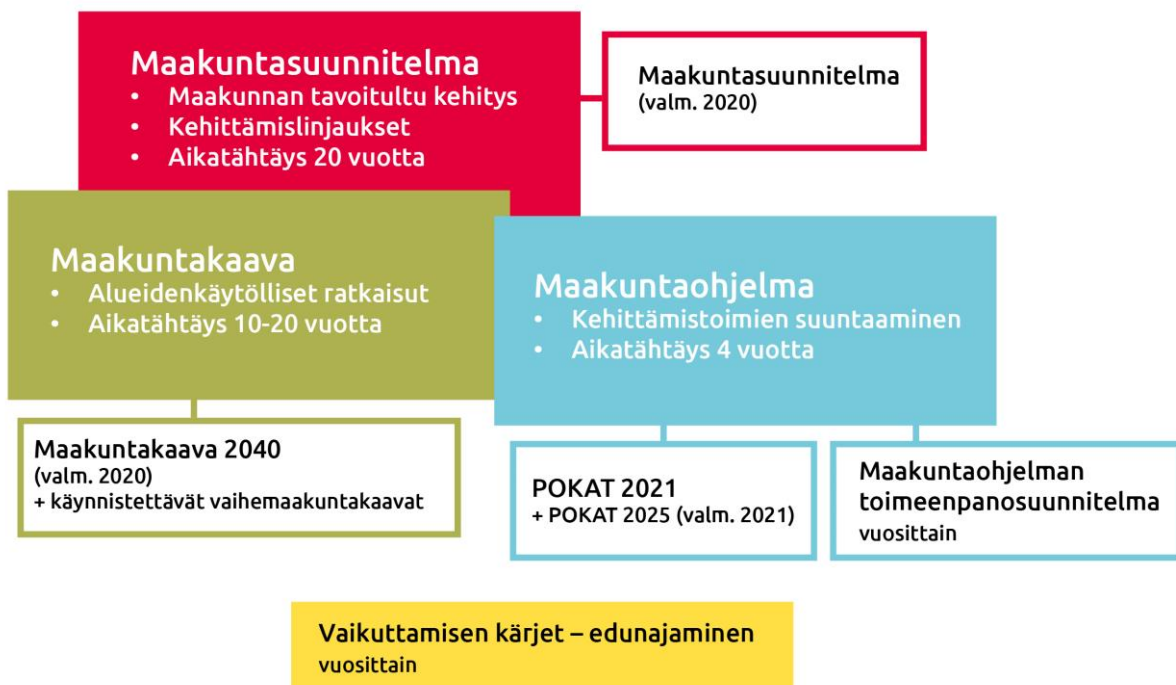 Maakuntasuunnitelma
• Maakunnan tavoitultu kehitys
• Kehittämislinjaukset
• Aikatähtäys 20 vuotta
Maakuntasuunnitelma
(valm. 2020)
Maakuntakaava
• Alueidenkäytölliset ratkaisut
• Aikatähtäys 10-20 vuotta
Maakuntaohjelma
• Kehittämistoimien suuntaaminen
• Aikatähtäys 4 vuotta
Maakuntakaava 2040
(valm. 2020)
+ käynnistettävät vaihemaakuntakaavat
POKAT 2021
+ POKAT 2025 (valm. 2021)
Maakuntaohjelman
toimeenpanosuunnitelma
vuosittain
Vaikuttamisen kärjet – edunajaminen
vuosittain